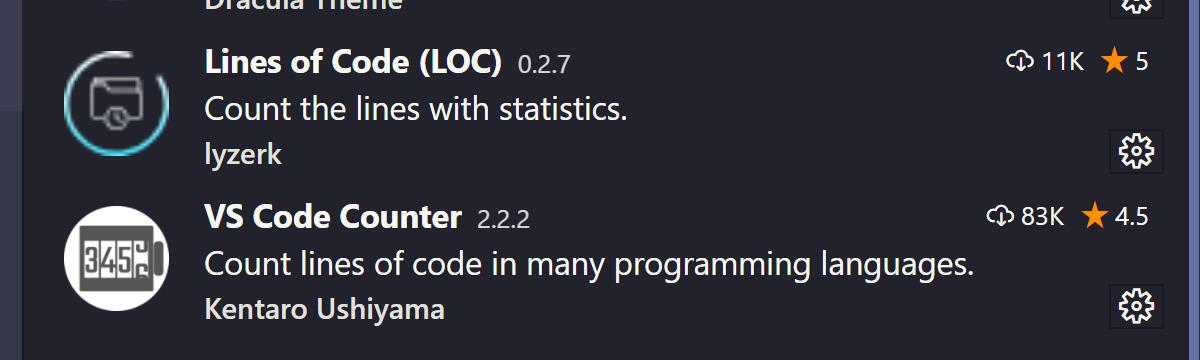 Dracula Theme
Lines of Code (LOC) 0.2.7 11K 5
Count the lines with statistics.
lyzerk
VS Code Counter 2.2.2 83K 4.5
345
Count lines of code in many programming languages.
Kentaro Ushiyama